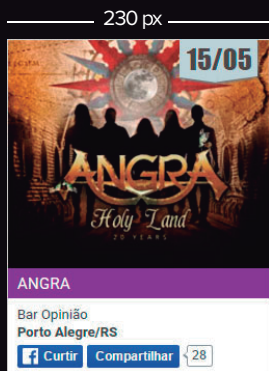 230 px
15/05
ANGRA
Holy Land
20 YEARS
ANGRA
Bar Opinião
Porto Alegre/RS
f Curtir Compartilhar 28